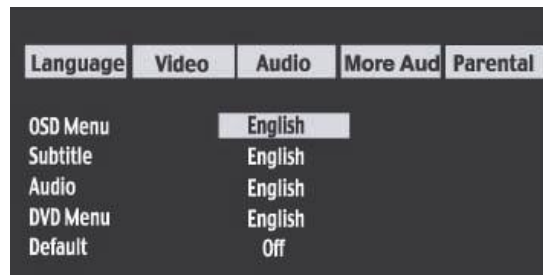 Language Video Audio More Aud Parental
OSD Menu English
Subtitle English
Audio English
DVD Menu English
Default Off